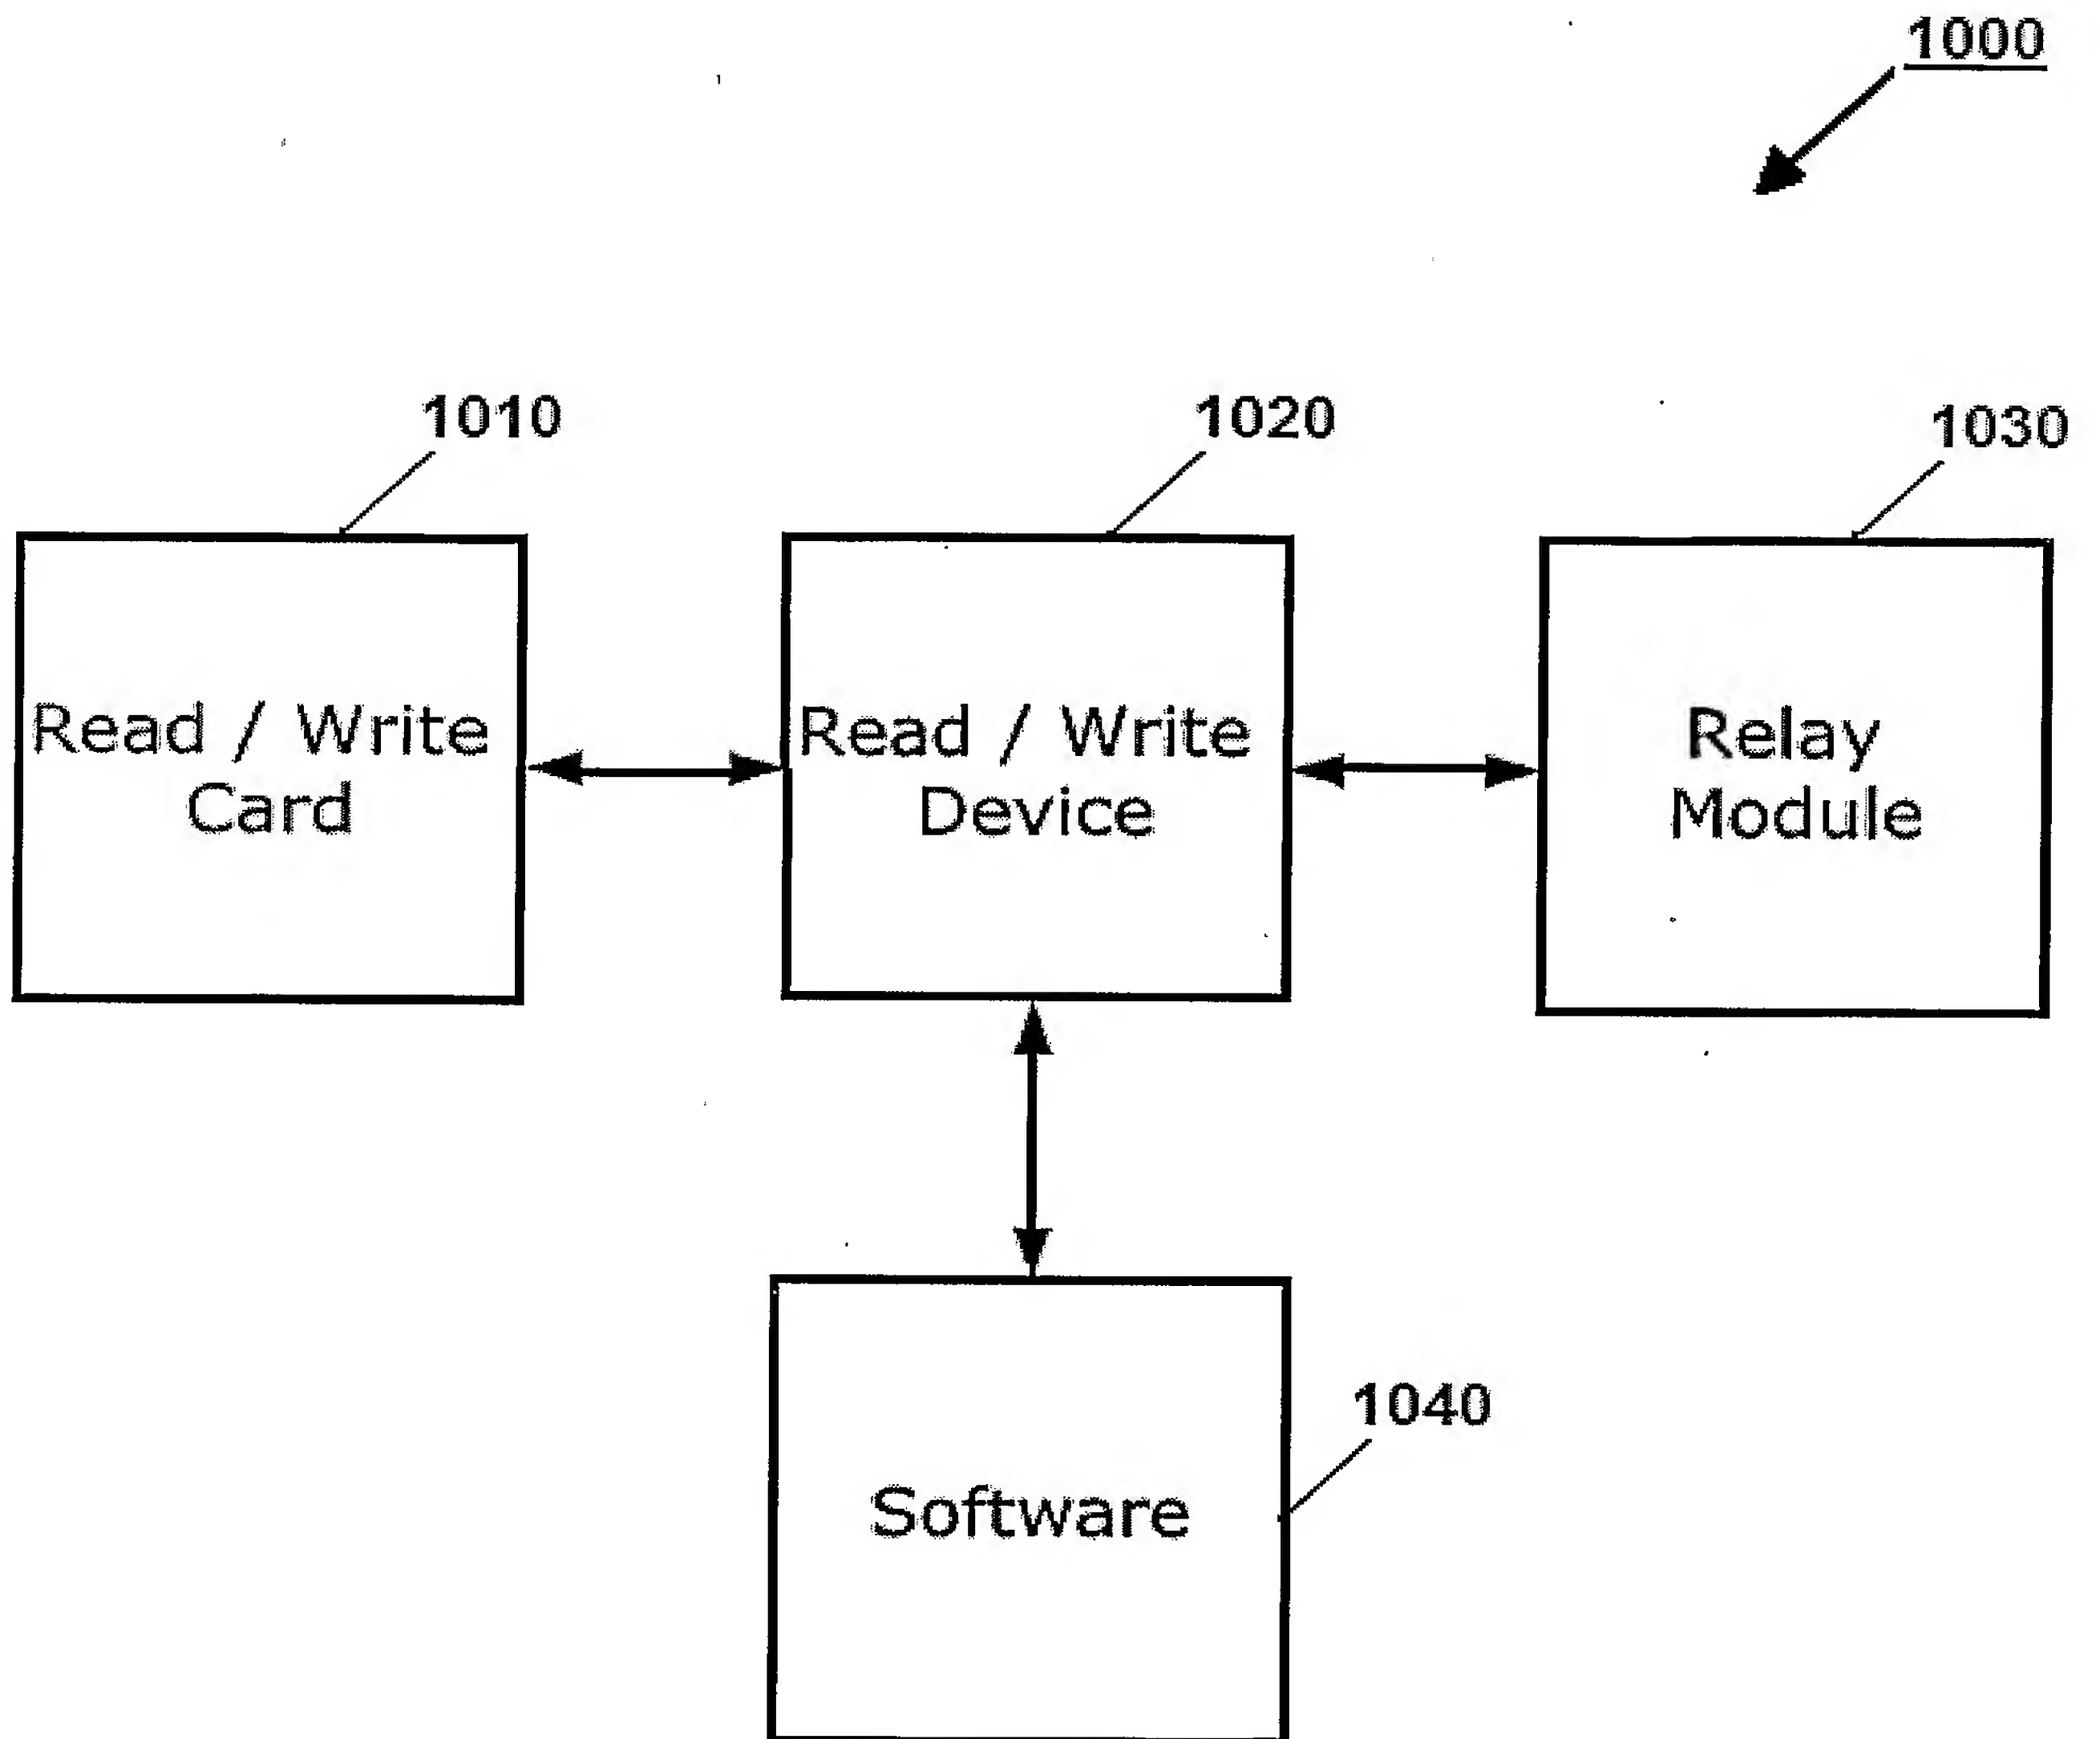 1000
1010
1020
1030
Read / Write
Card
Read / Write
Device
Relay
Module
1040
Software